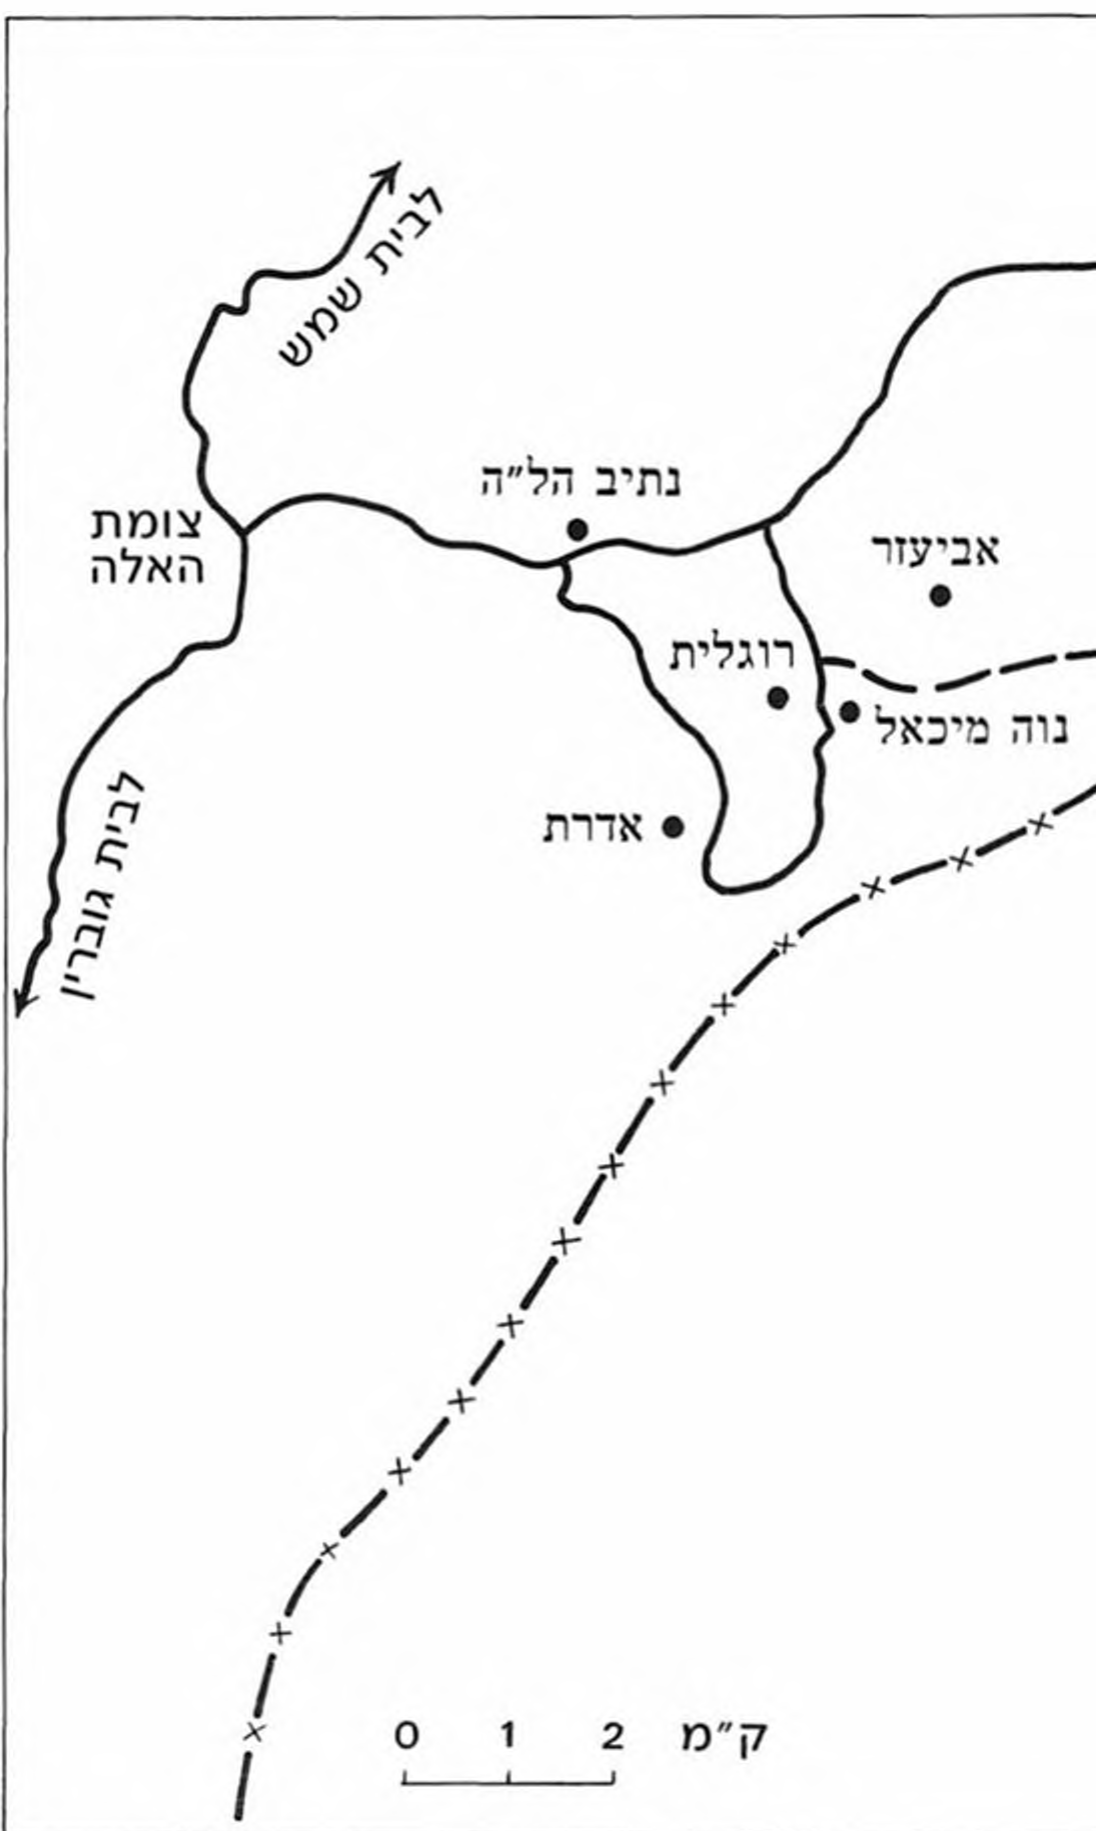 לבית שמש
נתיב הל״ה
צומת
האלה
אביעזר
רוגלית
נוה מיכאל
אדרת
לבית גוברין
0 1 2 ק״מ